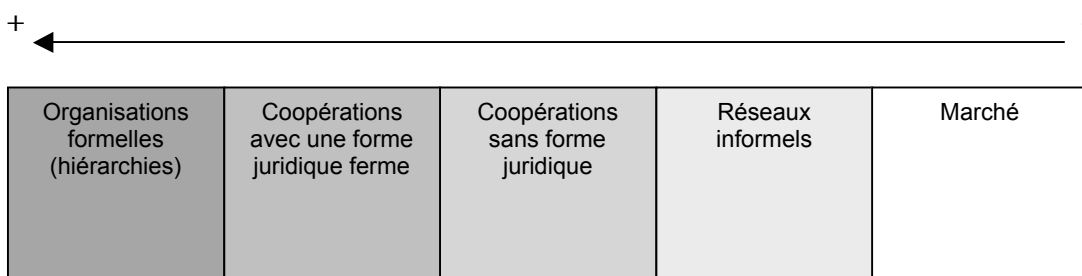 +
Organisations
formelles
(hiérarchies)
Coopérations
avec une forme
juridique ferme
Coopérations
sans forme
juridique
Réseaux
informels
Marché